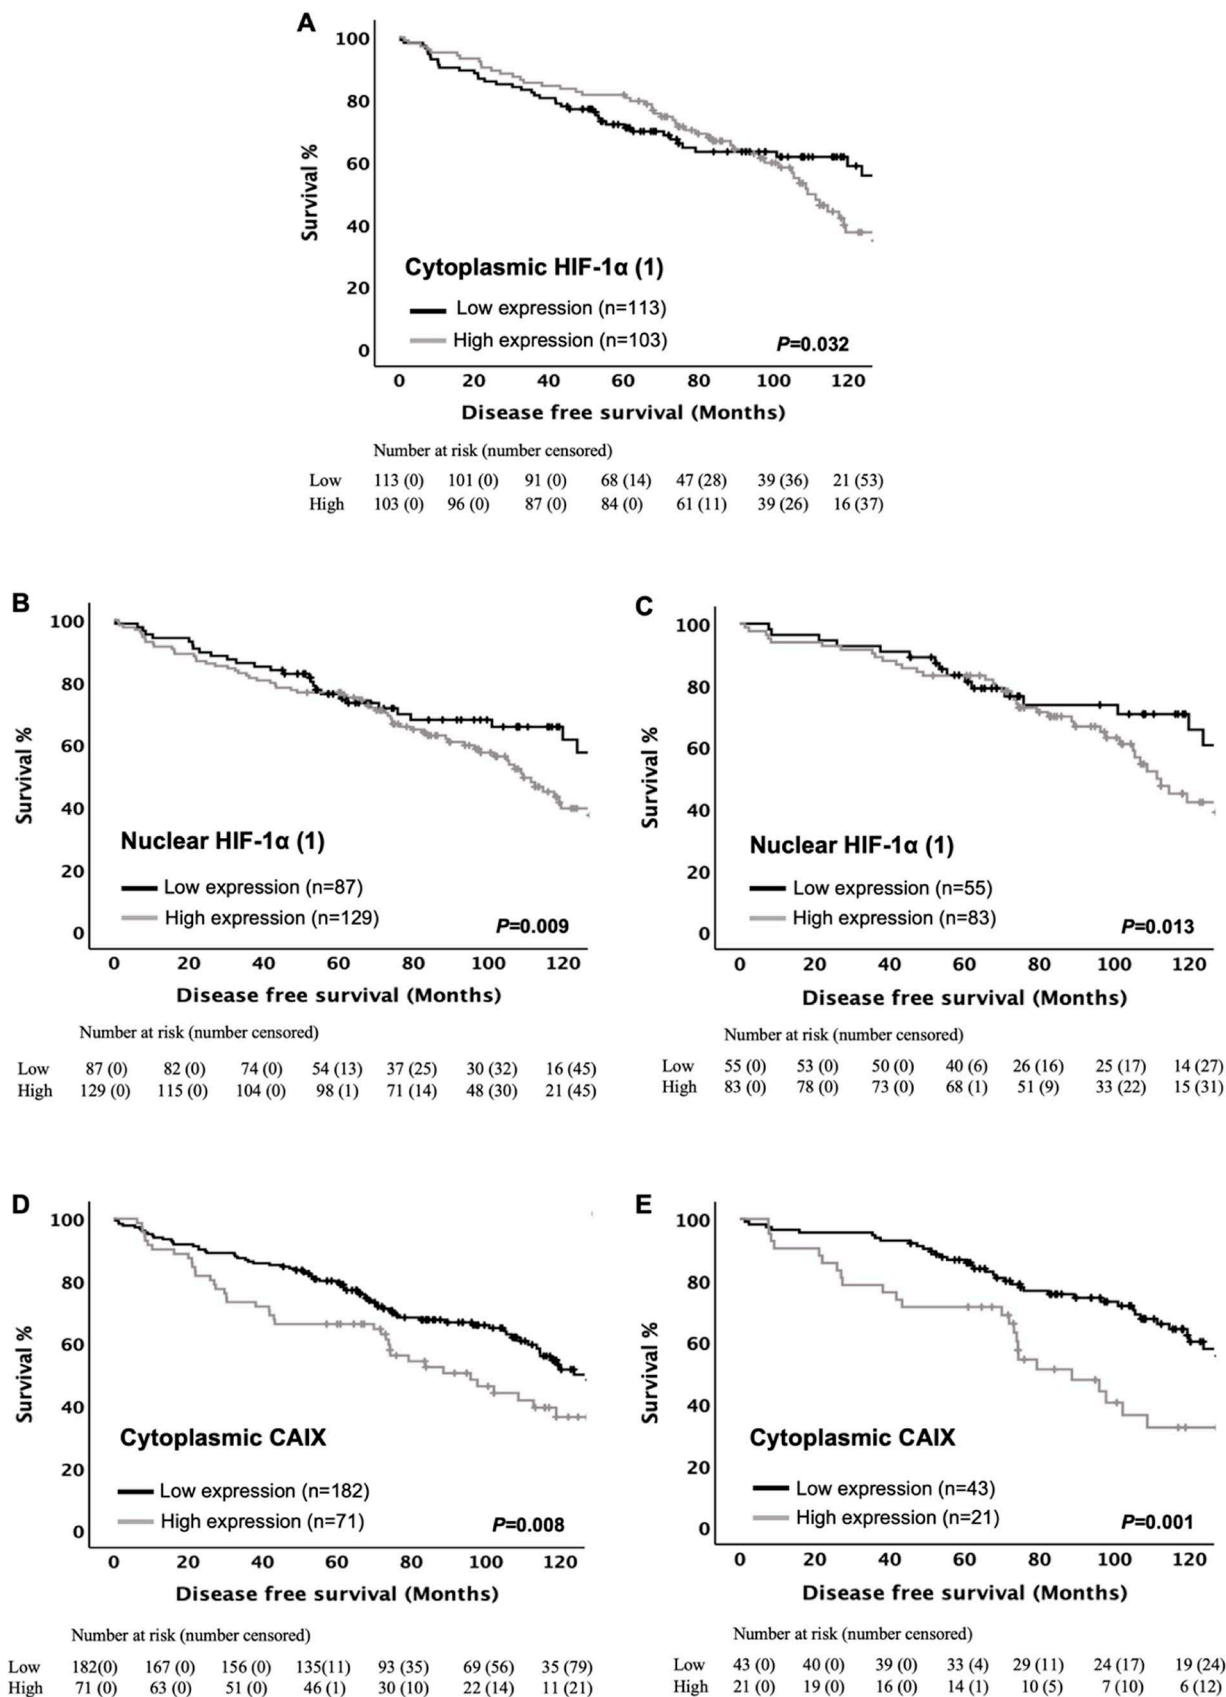 A
100
80
60
40
20
0
Survival %
Cytoplasmic HIF-1α (1)
Low expression (n=113)
High expression (n=103)
P=0.032
0 20 40 60 80 100 120
Disease free survival (Months)
Number at risk (number censored)
Low 113 (0) 101 (0) 91 (0) 68 (14) 47 (28) 39 (36) 21 (53)
High 103 (0) 96 (0) 87 (0) 84 (0) 61 (11) 39 (26) 16 (37)
B
100
80
60
40
20
0
Survival %
Nuclear HIF-1α (1)
Low expression (n=87)
High expression (n=129)
P=0.009
0 20 40 60 80 100 120
Disease free survival (Months)
Number at risk (number censored)
Low 87 (0) 82 (0) 74 (0) 54 (13) 37 (25) 30 (32) 16 (45)
High 129 (0) 115 (0) 104 (0) 98 (1) 71 (14) 48 (30) 21 (45)
C
100
80
60
40
20
0
Survival %
Nuclear HIF-1α (1)
Low expression (n=55)
High expression (n=83)
P=0.013
0 20 40 60 80 100 120
Disease free survival (Months)
Number at risk (number censored)
Low 55 (0) 53 (0) 50 (0) 40 (6) 26 (16) 25 (17) 14 (27)
High 83 (0) 78 (0) 73 (0) 68 (1) 51 (9) 33 (22) 15 (31)
D
100
80
60
40
20
0
Survival %
Cytoplasmic CAIX
Low expression (n=182)
High expression (n=71)
P=0.008
0 20 40 60 80 100 120
Disease free survival (Months)
Number at risk (number censored)
Low 182(0) 167 (0) 156 (0) 135(11) 93 (35) 69 (56) 35 (79)
High 71 (0) 63 (0) 51 (0) 46 (1) 30 (10) 22 (14) 11 (21)
E
100
80
60
40
20
0
Survival %
Cytoplasmic CAIX
Low expression (n=43)
High expression (n=21)
P=0.001
0 20 40 60 80 100 120
Disease free survival (Months)
Number at risk (number censored)
Low 43 (0) 40 (0) 39 (0) 33 (4) 29 (11) 24 (17) 19 (24)
High 21 (0) 19 (0) 16 (0) 14 (1) 10 (5) 7 (10) 6 (12)